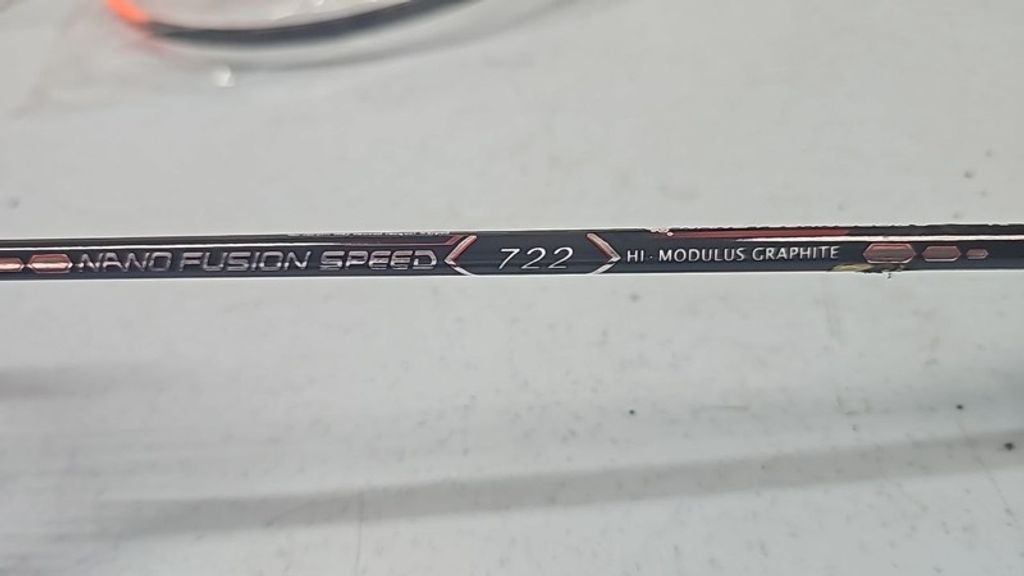 NANO FUSION SPEED 722 HI · MODULUS GRAPHITE